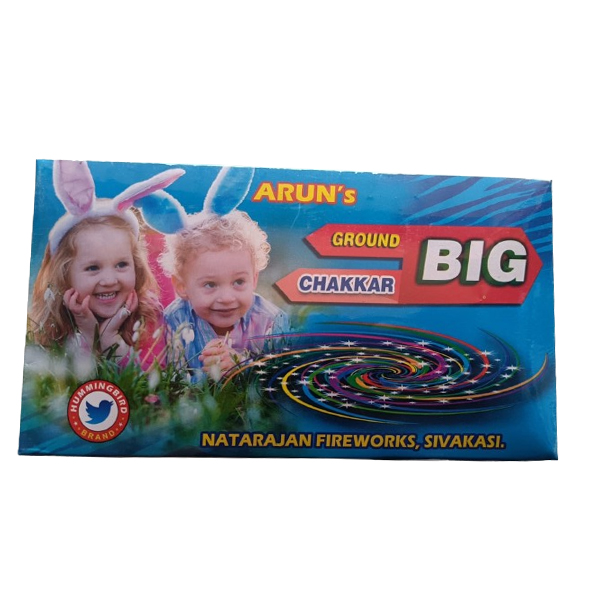 ARUN's
GROUND
CHAKKAR
BIG
HUMMINGBIRD
BRAND
NATARAJAN FIREWORKS, SIVAKASI.